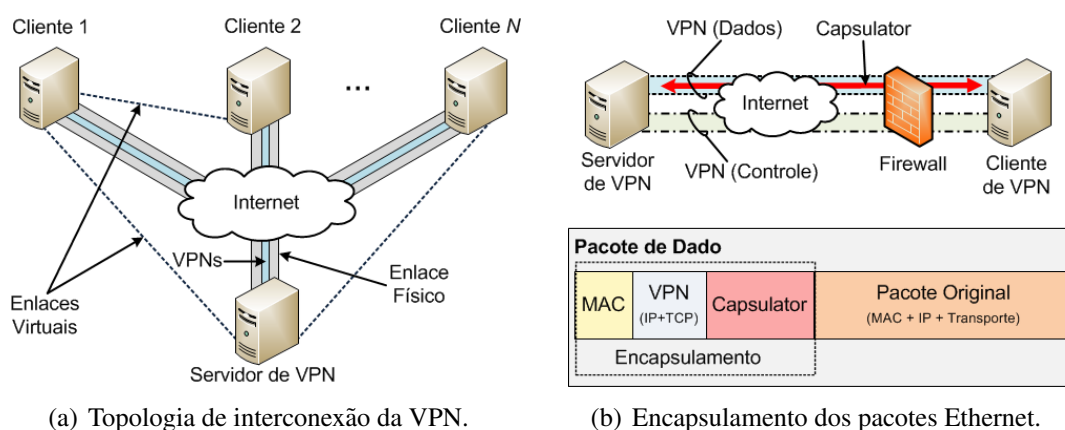 Cliente 1
Cliente 2
Cliente N
...
Internet
VPNs
Enlace
Físico
Enlaces
Virtuais
Servidor de VPN
(a) Topologia de interconexão da VPN.
VPN (Dados)
Capsulator
Internet
Servidor
de VPN
VPN (Controle)
Firewall
Cliente
de VPN
Pacote de Dado
MAC
VPN
(IP+TCP)
Capsulator
Pacote Original
(MAC + IP + Transporte)
Encapsulamento
(b) Encapsulamento dos pacotes Ethernet.